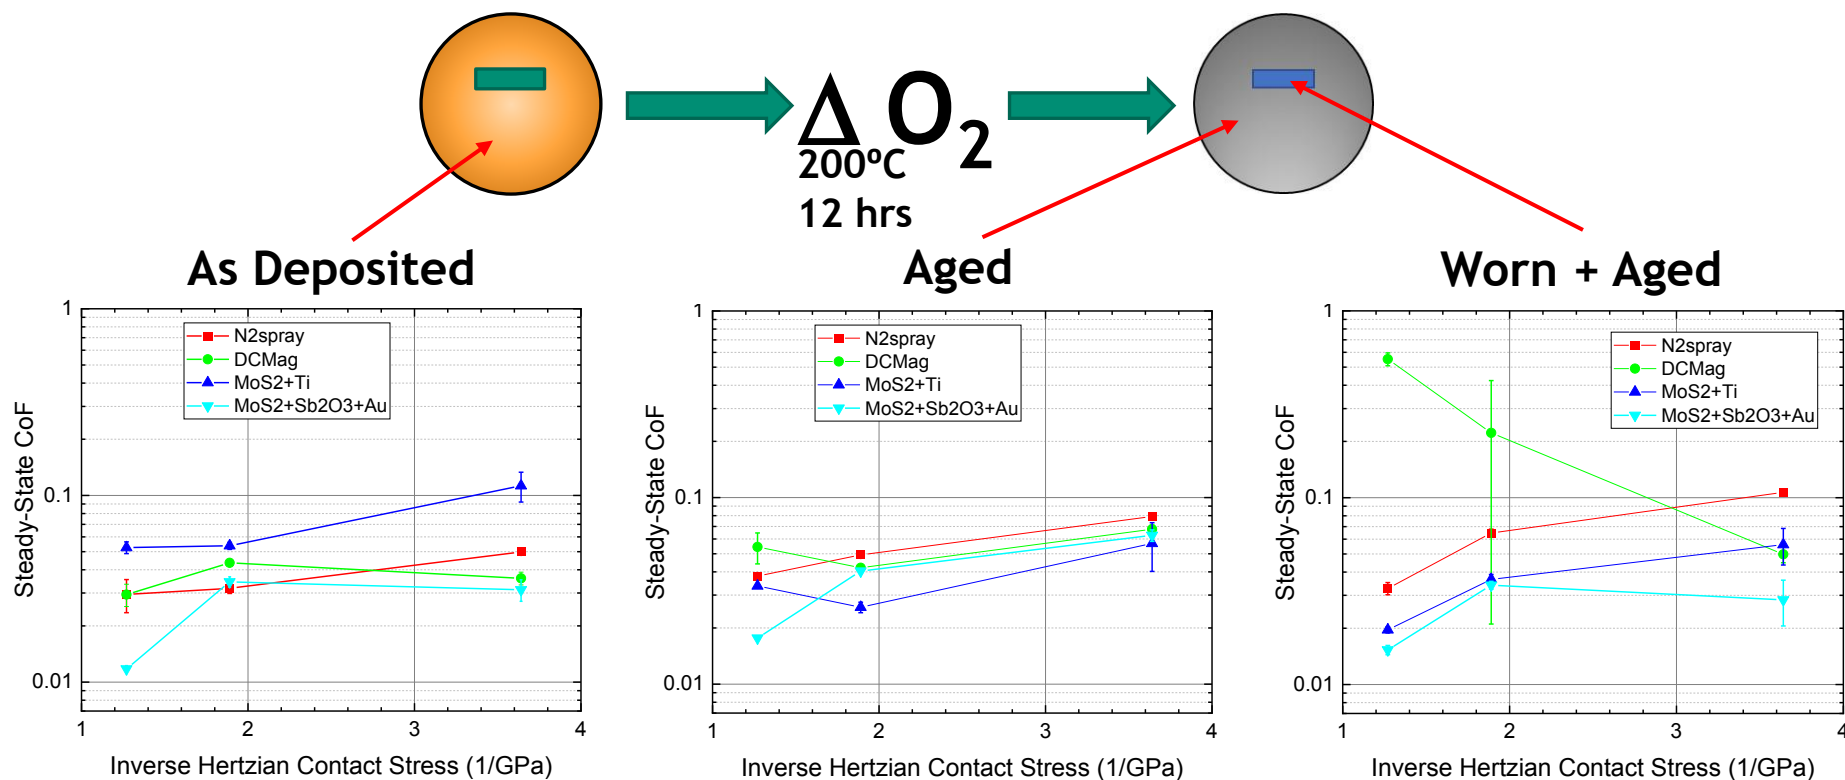 Δ O₂
200ºC
12 hrs
As Deposited
Aged
Worn + Aged
1
0.1
0.01
Steady-State CoF
N2spray
DCMag
MoS2+Ti
MoS2+Sb2O3+Au
1 2 3 4
Inverse Hertzian Contact Stress (1/GPa)
1
0.1
0.01
Steady-State CoF
N2spray
DCMag
MoS2+Ti
MoS2+Sb2O3+Au
1 2 3 4
Inverse Hertzian Contact Stress (1/GPa)
1
0.1
0.01
Steady-State CoF
N2spray
DCMag
MoS2+Ti
MoS2+Sb2O3+Au
1 2 3 4
Inverse Hertzian Contact Stress (1/GPa)